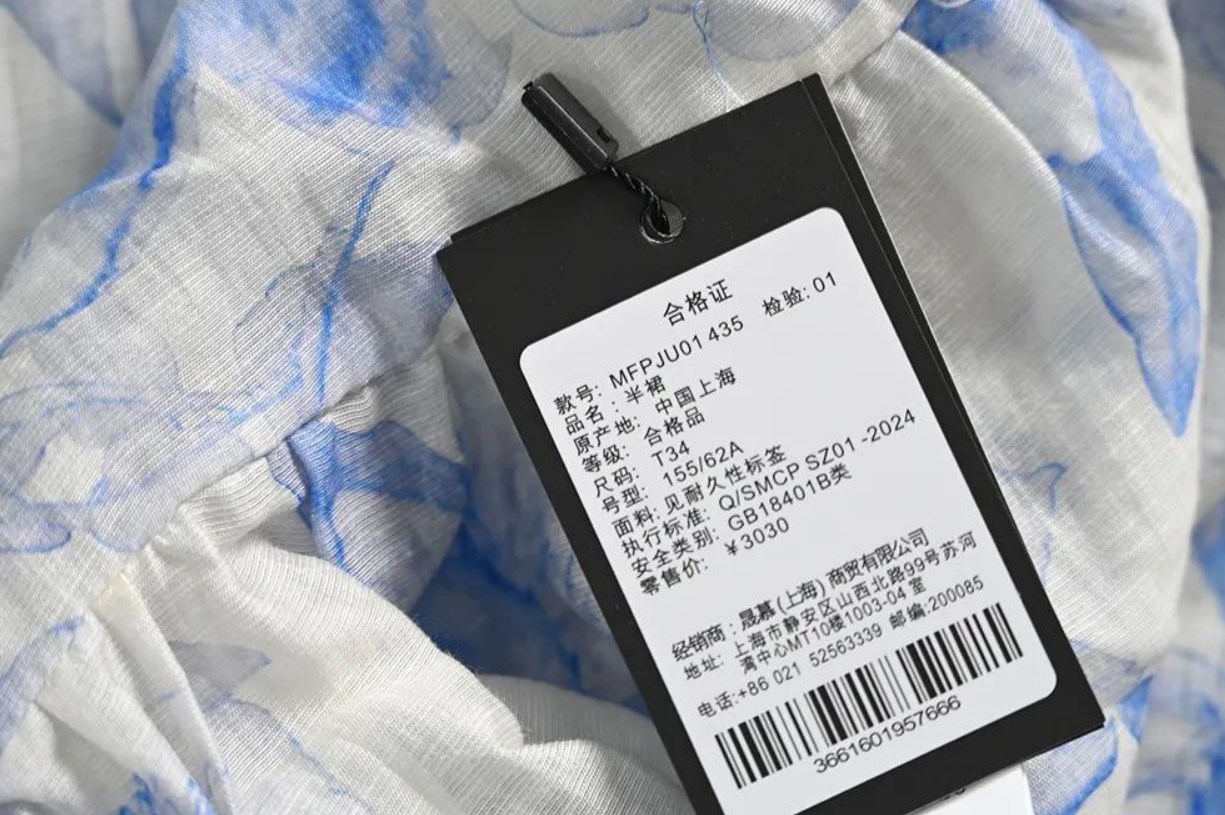 合格证
款号: MFPJU01 435 检验: 01
品名: 半裙
原产地: 中国上海
等级: 合格品
尺码: T34
号型: 155/62A
面料: 见耐久性标签
执行标准: Q/SMCP SZ01 -2024
安全类别: GB18401B类
零售价: ¥3030
经销商: 晟慕(上海)商贸有限公司
地址: 上海市静安区山西北路99号苏河
湾中心MT10楼1003-04 室
电话:+86 021 52563339 邮编:200085
3661601957666